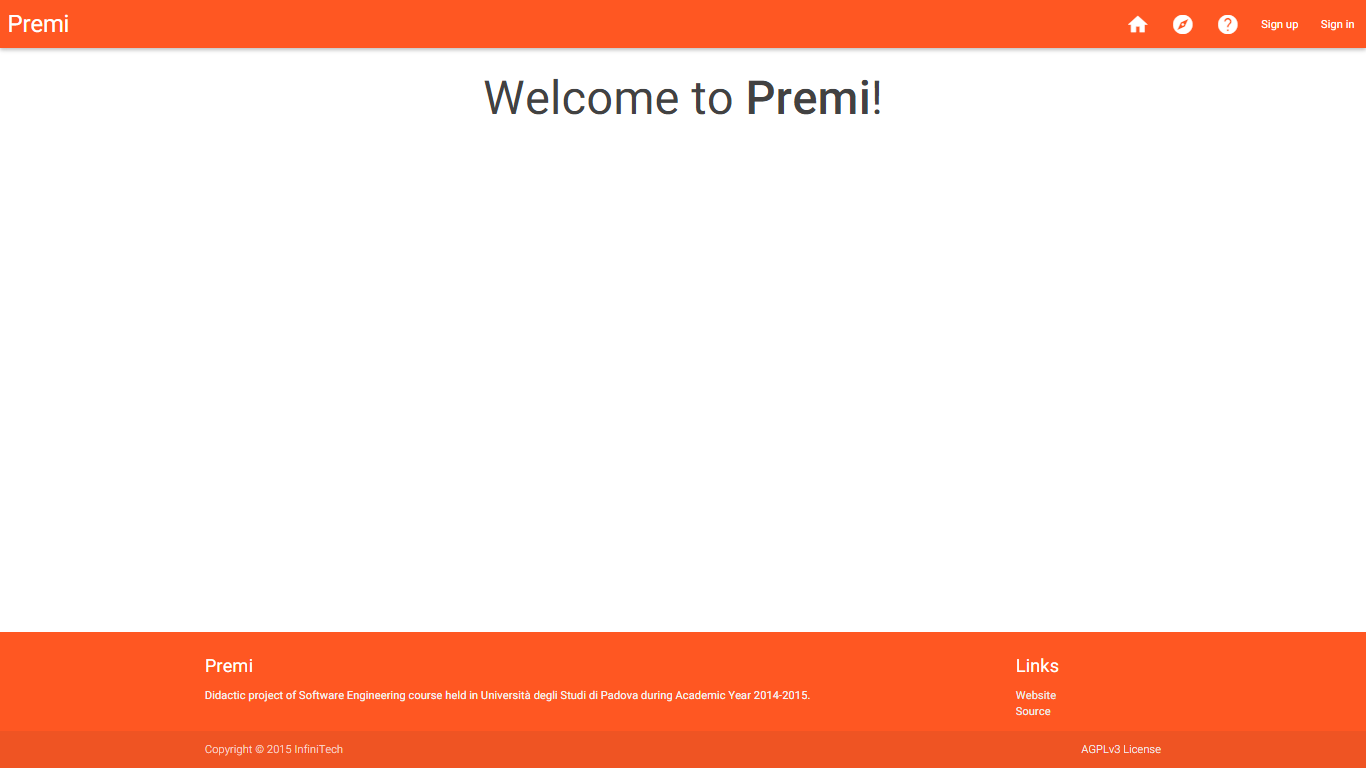 Premi
Sign up
Sign in
Welcome to Premi!
Premi
Links
Didactic project of Software Engineering course held in Università degli Studi di Padova during Academic Year 2014-2015.
Website
Source
Copyright © 2015 InfiniTech
AGPLv3 License